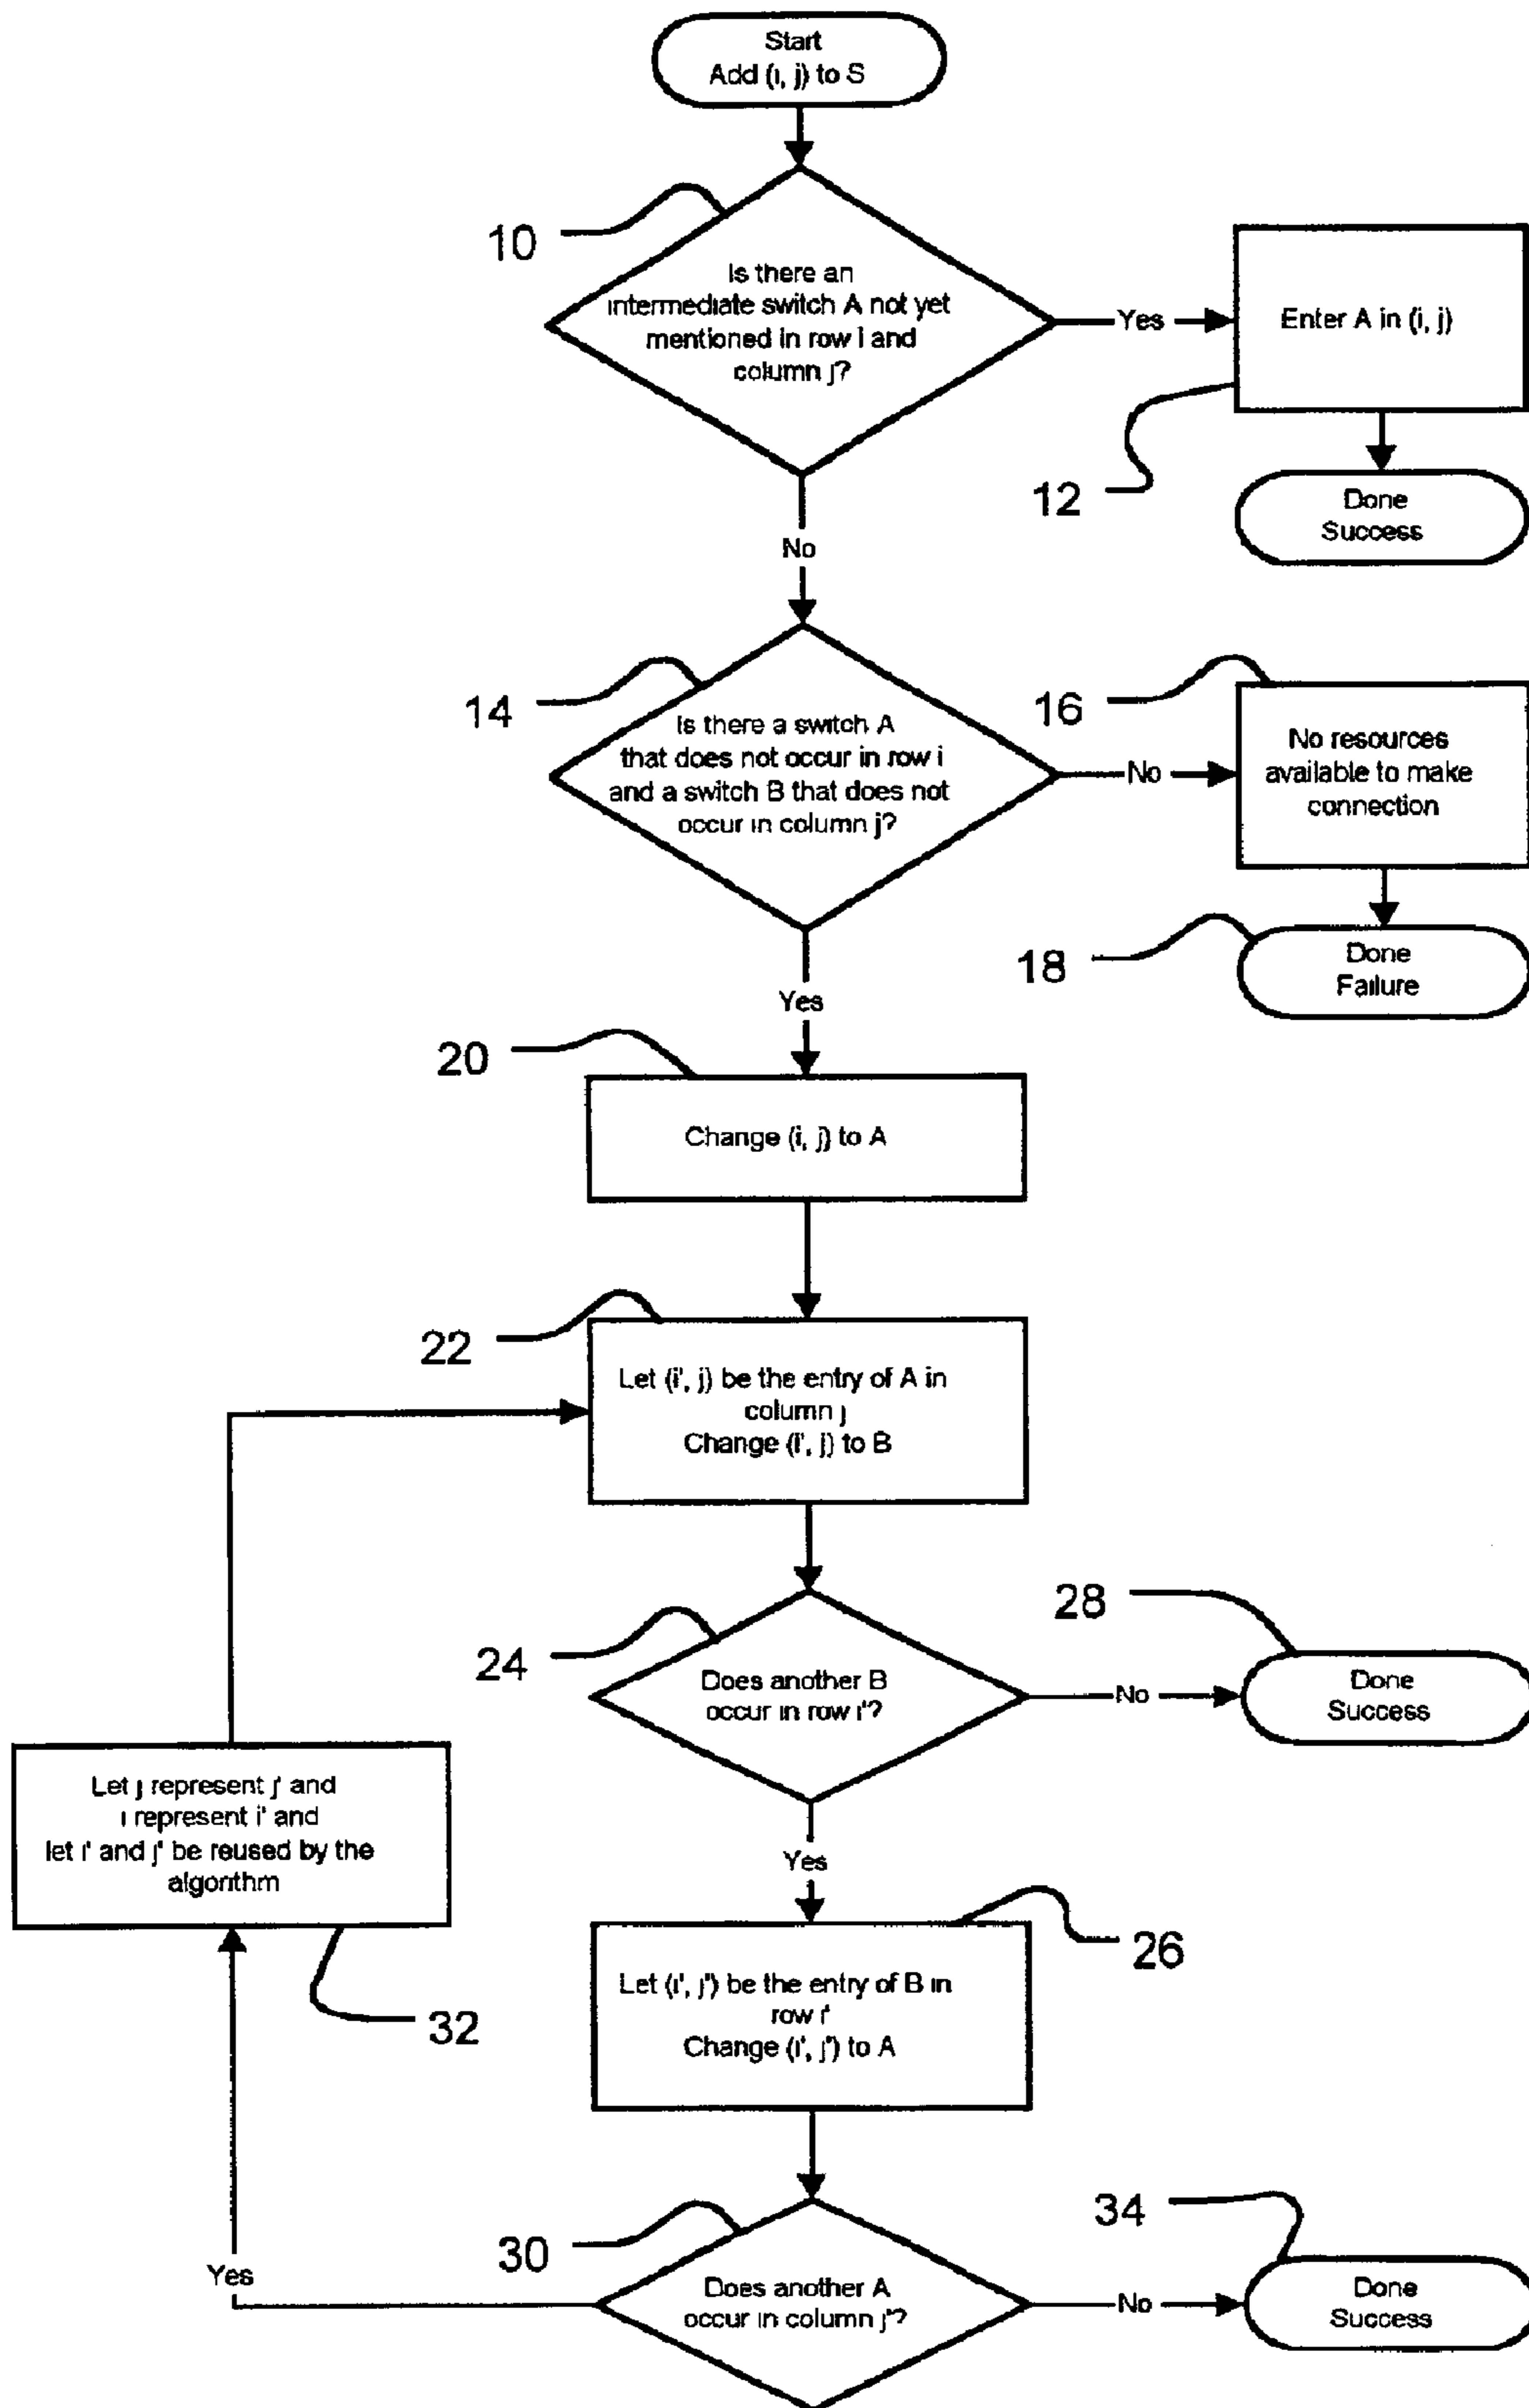 Start
Add (i, j) to S
10
Is there an
intermediate switch A not yet
mentioned in row i and
column j?
Yes
Enter A in (i, j)
12
Done
Success
No
14
Is there a switch A
that does not occur in row i
and a switch B that does not
occur in column j?
No
16
No resources
available to make
connection
18
Done
Failure
Yes
20
Change (i, j) to A
22
Let (i', j) be the entry of A in
column j
Change (i', j) to B
24
Does another B
occur in row i'?
No
28
Done
Success
Let j represent j' and
i represent i' and
let i' and j' be reused by the
algorithm
32
Yes
26
Let (i', j') be the entry of B in
row i'
Change (i', j') to A
30
Does another A
occur in column j'?
Yes
No
34
Done
Success